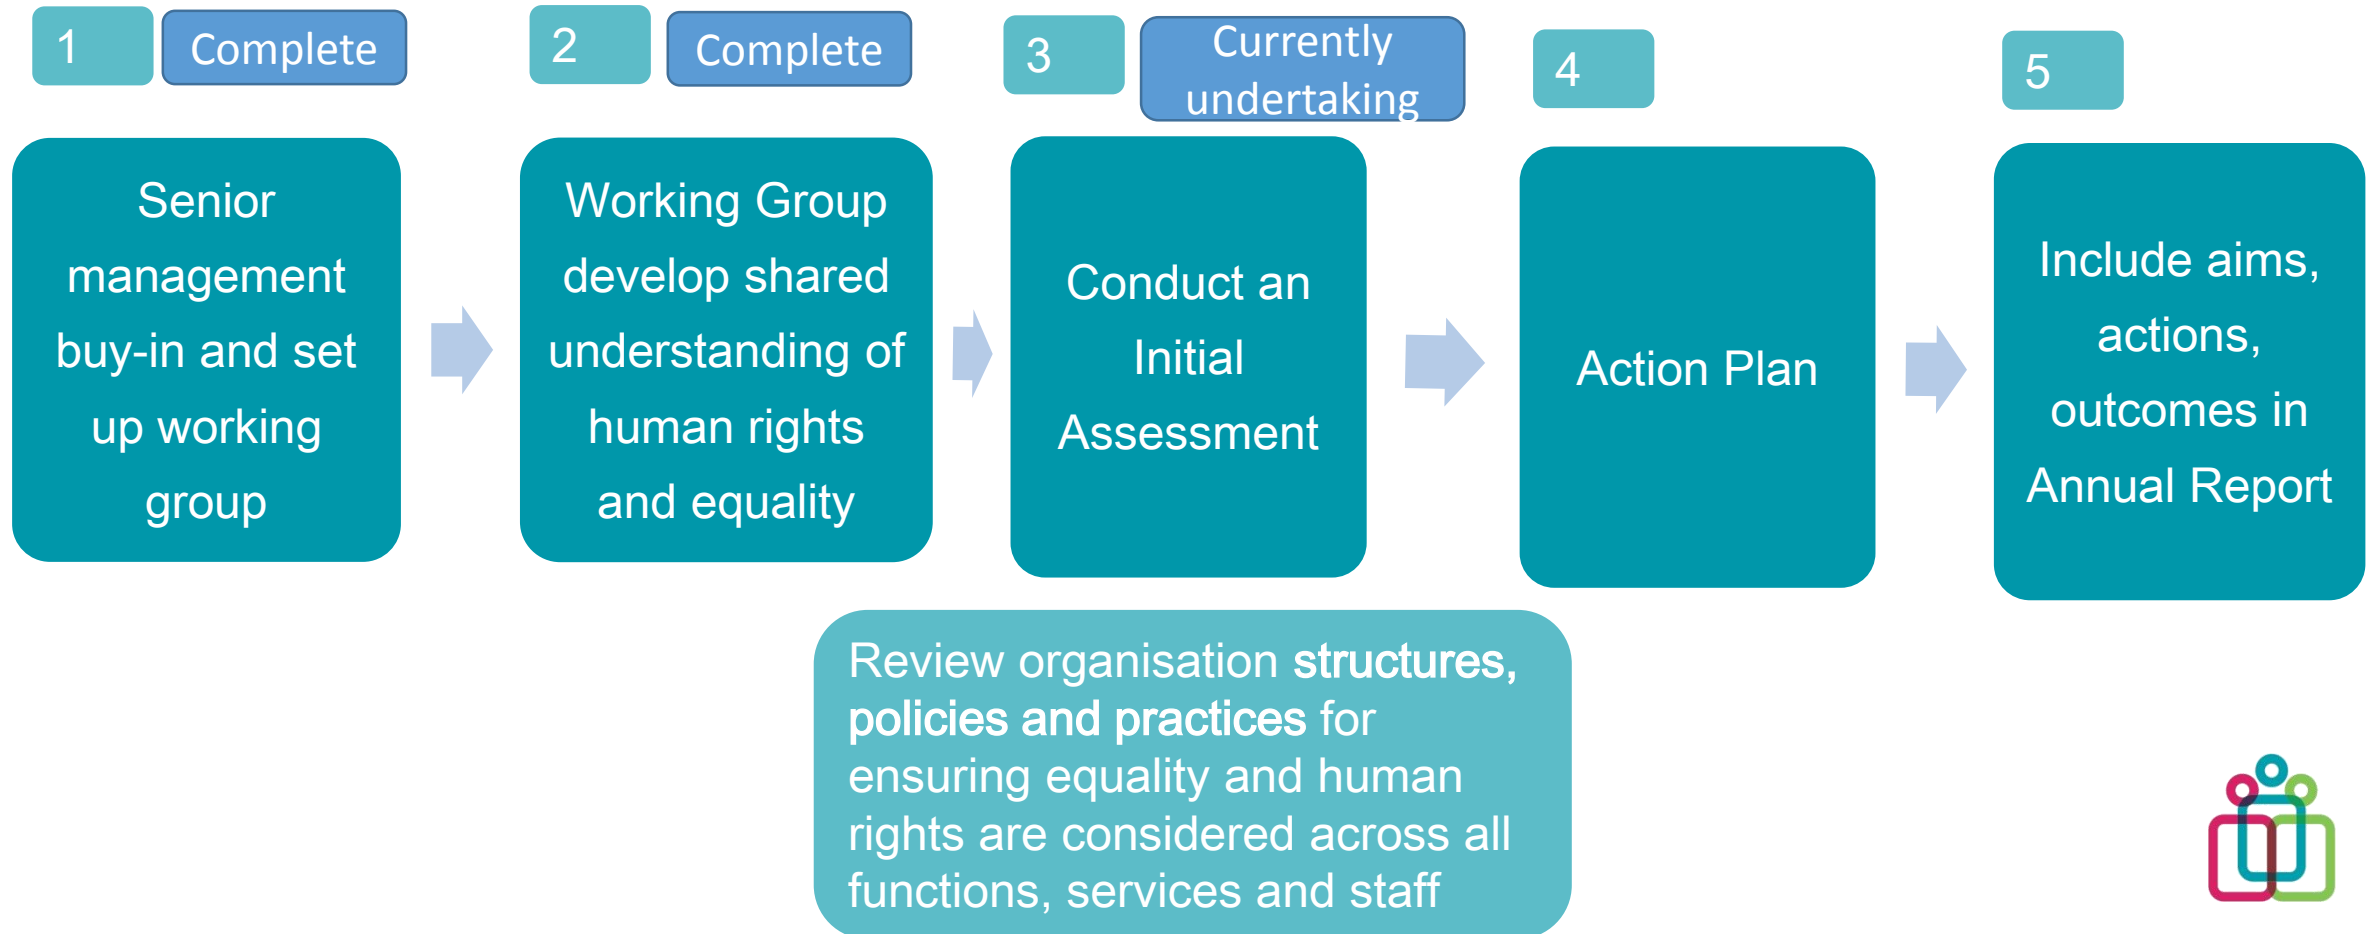 1
Complete
2
Complete
3
Currently
undertaking
4
5
Senior
management
buy-in and set
up working
group
Working Group
develop shared
understanding of
human rights
and equality
Conduct an
Initial
Assessment
Action Plan
Include aims,
actions,
outcomes in
Annual Report
Review organisation structures,
policies and practices for
ensuring equality and human
rights are considered across all
functions, services and staff